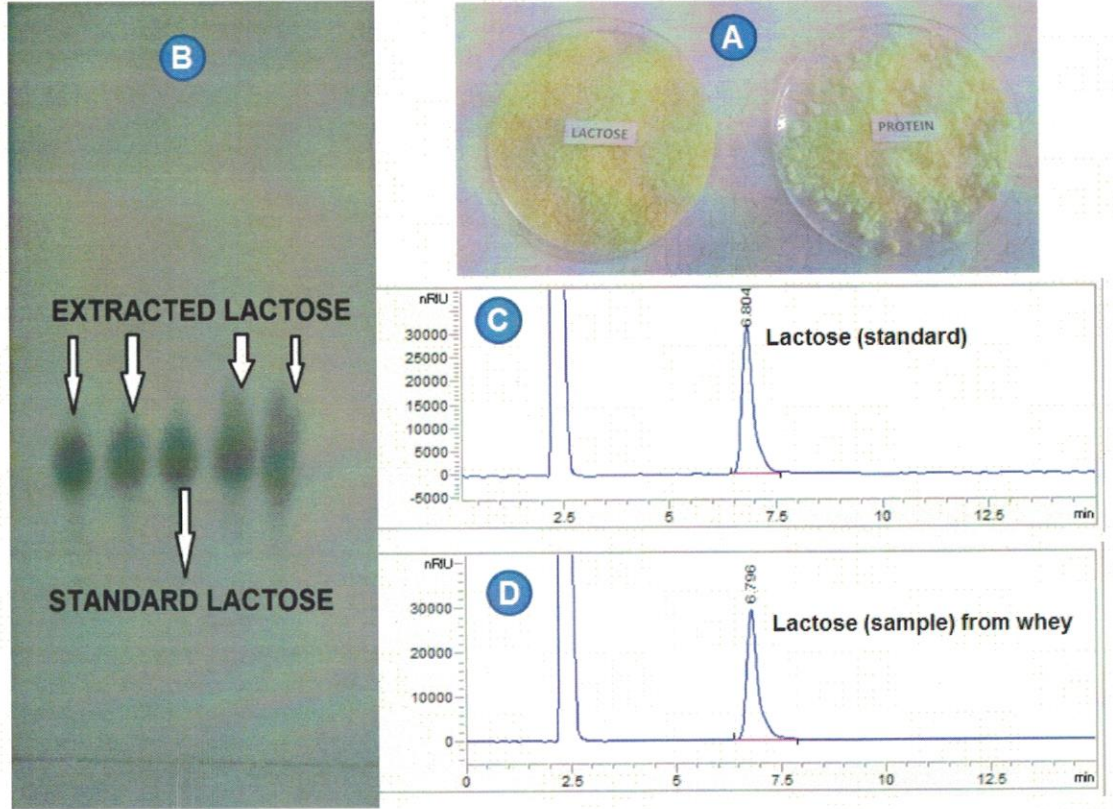 B
A
LACTOSE
PROTEIN
EXTRACTED LACTOSE
STANDARD LACTOSE
C
nRIU
6.804
Lactose (standard)
30000
25000
20000
15000
10000
5000
0
-5000
2.5
5
7.5
10
12.5
min
D
nRIU
6.796
Lactose (sample) from whey
30000
20000
10000
0
0
2.5
5
7.5
10
12.5
min